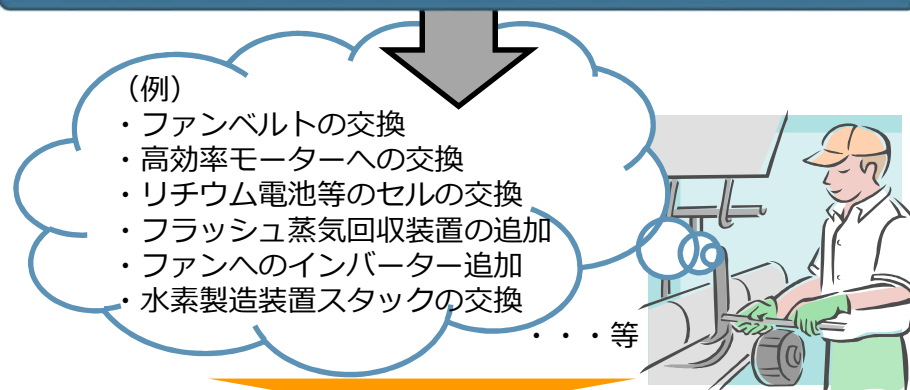 （例）
・ファンベルトの交換
・高効率モーターへの交換
・リチウム電池等のセルの交換
・フラッシュ蒸気回収装置の追加
・ファンへのインバーター追加
・水素製造装置スタックの交換
・・・等